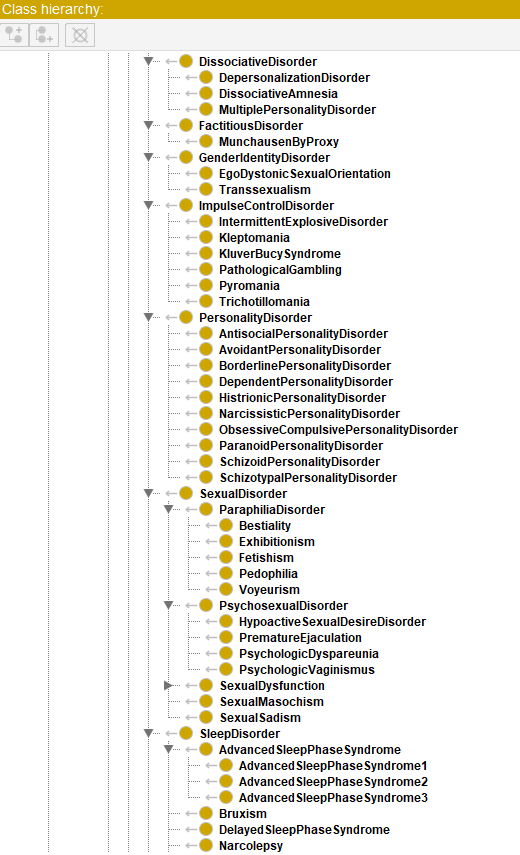 Class hierarchy:
DissociativeDisorder
DepersonalizationDisorder
DissociativeAmnesia
MultiplePersonalityDisorder
FactitiousDisorder
MunchausenByProxy
GenderIdentityDisorder
EgoDystonicSexualOrientation
Transsexualism
ImpulseControlDisorder
IntermittentExplosiveDisorder
Kleptomania
KluverBucySyndrome
PathologicalGambling
Pyromania
Trichotillomania
PersonalityDisorder
AntisocialPersonalityDisorder
AvoidantPersonalityDisorder
BorderlinePersonalityDisorder
DependentPersonalityDisorder
HistrionicPersonalityDisorder
NarcissisticPersonalityDisorder
ObsessiveCompulsivePersonalityDisorder
ParanoidPersonalityDisorder
SchizoidPersonalityDisorder
SchizotypalPersonalityDisorder
SexualDisorder
ParaphiliaDisorder
Bestiality
Exhibitionism
Fetishism
Pedophilia
Voyeurism
PsychosexualDisorder
HypoactiveSexualDesireDisorder
PrematureEjaculation
PsychologicDyspareunia
PsychologicVaginismus
SexualDysfunction
SexualMasochism
SexualSadism
SleepDisorder
AdvancedSleepPhaseSyndrome
AdvancedSleepPhaseSyndrome1
AdvancedSleepPhaseSyndrome2
AdvancedSleepPhaseSyndrome3
Bruxism
DelayedSleepPhaseSyndrome
Narcolepsy